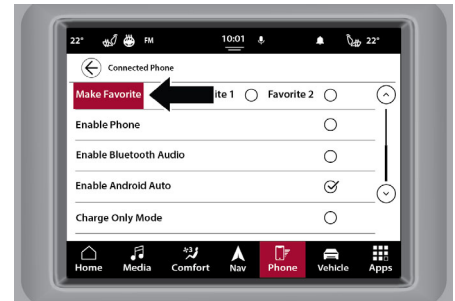 22° FM 10:01 22°
Connected Phone
Make Favorite ite 1 Favorite 2
Enable Phone
Enable Bluetooth Audio
Enable Android Auto
Charge Only Mode
Home Media Comfort Nav Phone Vehicle Apps